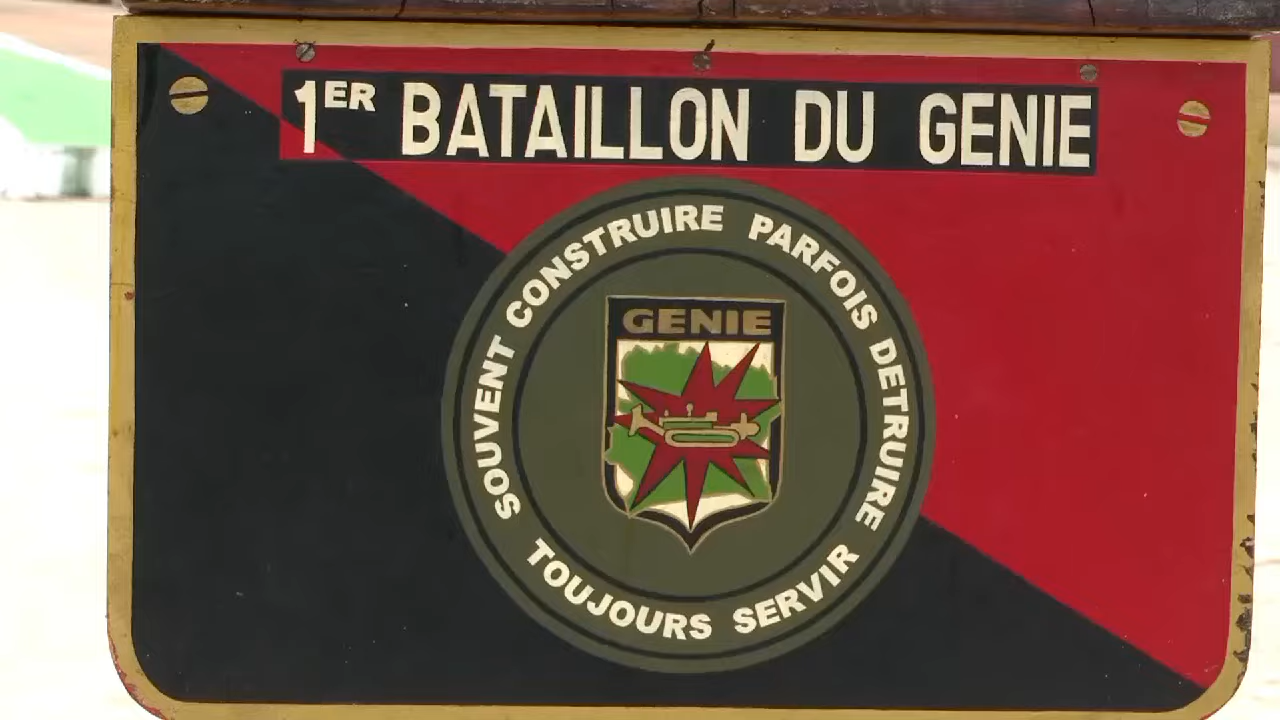 1ER BATAILLON DU GENIE
SOUVENT CONSTRUIRE PARFOIS DETRUIRE
TOUJOURS SERVIR
GENIE